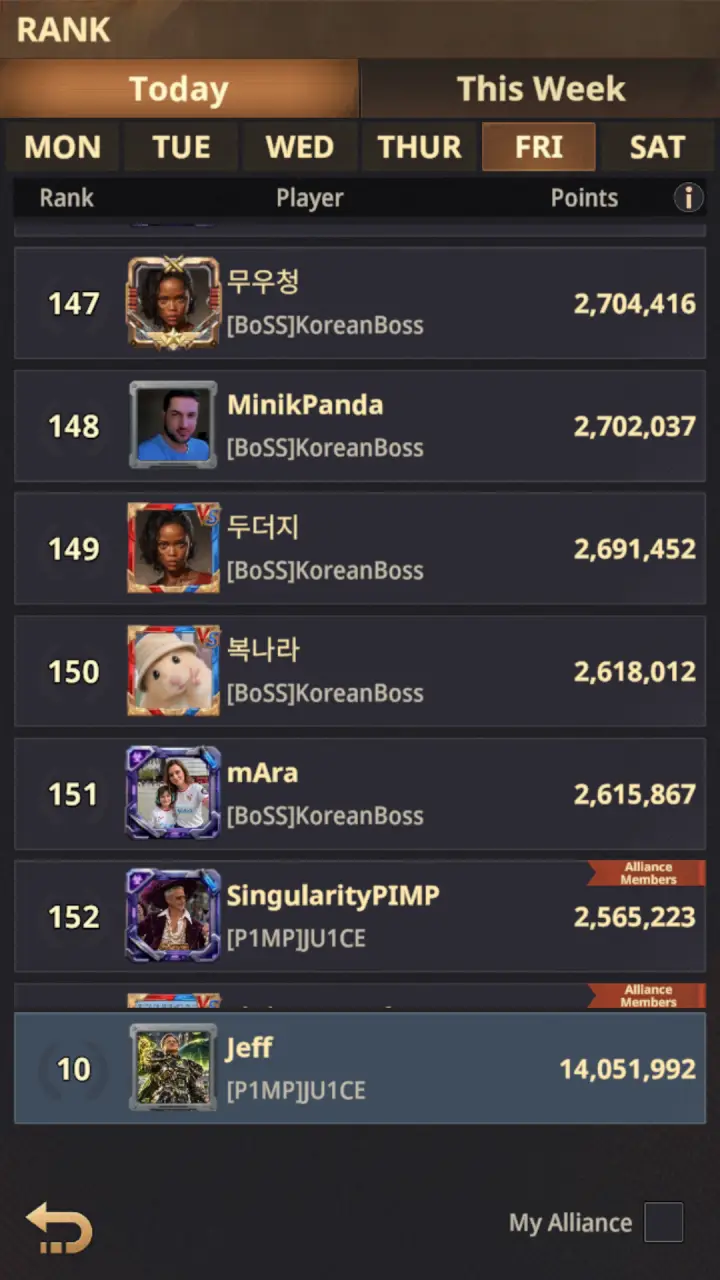 RANK
Today
This Week
MON TUE WED THUR FRI SAT
Rank Player Points i
147
무우청
[BoSS]KoreanBoss
2,704,416
148
MinikPanda
[BoSS]KoreanBoss
2,702,037
149
두더지
[BoSS]KoreanBoss
2,691,452
150
복나라
[BoSS]KoreanBoss
2,618,012
151
mAra
[BoSS]KoreanBoss
2,615,867
Alliance
Members
152
SingularityPIMP
[P1MP]JU1CE
2,565,223
Alliance
Members
10
Jeff
[P1MP]JU1CE
14,051,992
My Alliance